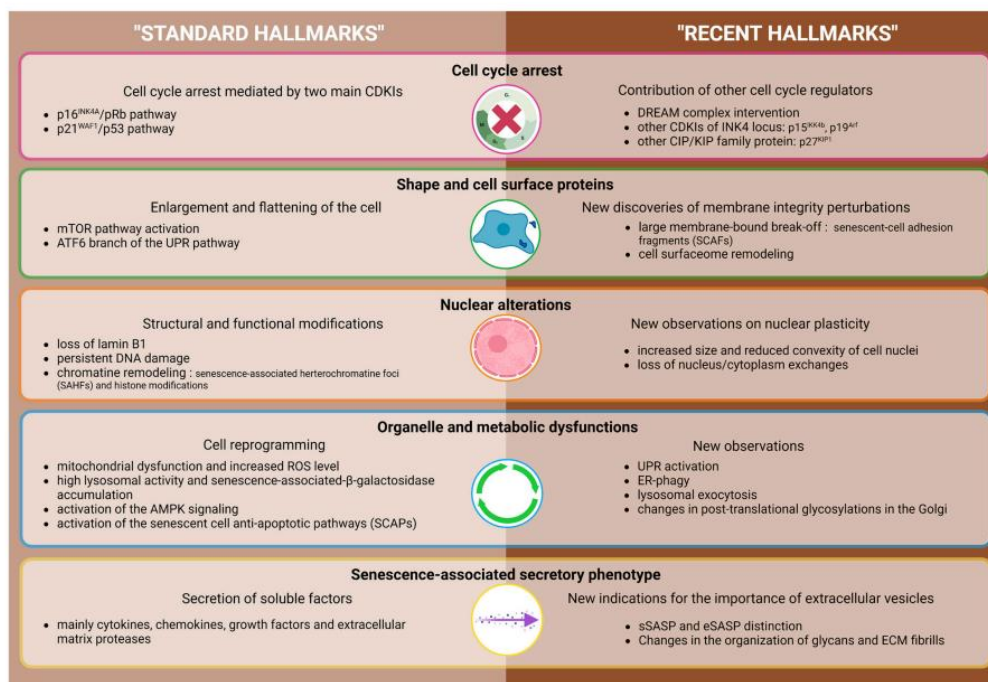 "STANDARD HALLMARKS"
"RECENT HALLMARKS"
Cell cycle arrest
Cell cycle arrest mediated by two main CDKIs
• p16INK4A/pRb pathway
• p21WAF1/p53 pathway
Contribution of other cell cycle regulators
• DREAM complex intervention
• other CDKIs of INK4 locus: p15IKK4b, p19Arf
• other CIP/KIP family protein: p27KIP1
Shape and cell surface proteins
Enlargement and flattening of the cell
• mTOR pathway activation
• ATF6 branch of the UPR pathway
New discoveries of membrane integrity perturbations
• large membrane-bound break-off : senescent-cell adhesion
fragments (SCAFs)
• cell surfaceome remodeling
Nuclear alterations
Structural and functional modifications
• loss of lamin B1
• persistent DNA damage
• chromatine remodeling : senescence-associated herterochromatine foci
(SAHFs) and histone modifications
New observations on nuclear plasticity
• increased size and reduced convexity of cell nuclei
• loss of nucleus/cytoplasm exchanges
Organelle and metabolic dysfunctions
Cell reprogramming
• mitochondrial dysfunction and increased ROS level
• high lysosomal activity and senescence-associated-β-galactosidase
accumulation
• activation of the AMPK signaling
• activation of the senescent cell anti-apoptotic pathways (SCAPs)
New observations
• UPR activation
• ER-phagy
• lysosomal exocytosis
• changes in post-translational glycosylations in the Golgi
Senescence-associated secretory phenotype
Secretion of soluble factors
• mainly cytokines, chemokines, growth factors and extracellular
matrix proteases
New indications for the importance of extracellular vesicles
• sSASP and eSASP distinction
• Changes in the organization of glycans and ECM fibrills